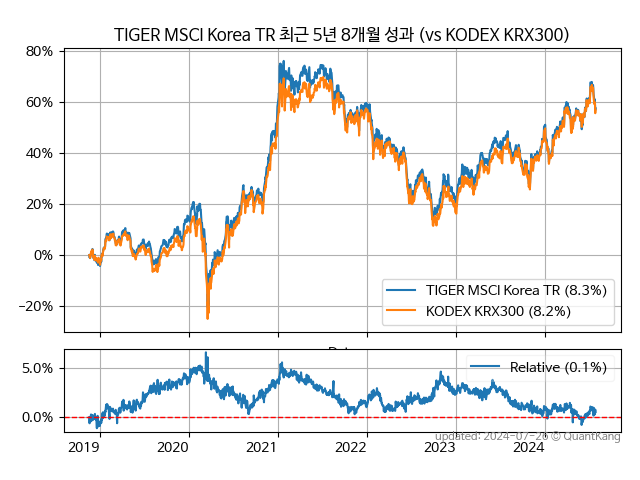 TIGER MSCI Korea TR 최근 5년 8개월 성과 (vs KODEX KRX300)
80%
60%
40%
20%
0%
−20%
TIGER MSCI Korea TR (8.3%)
KODEX KRX300 (8.2%)
5.0%
0.0%
Relative (0.1%)
2019 2020 2021 2022 2023 2024
updated: 2024-07-26 © QuantKang